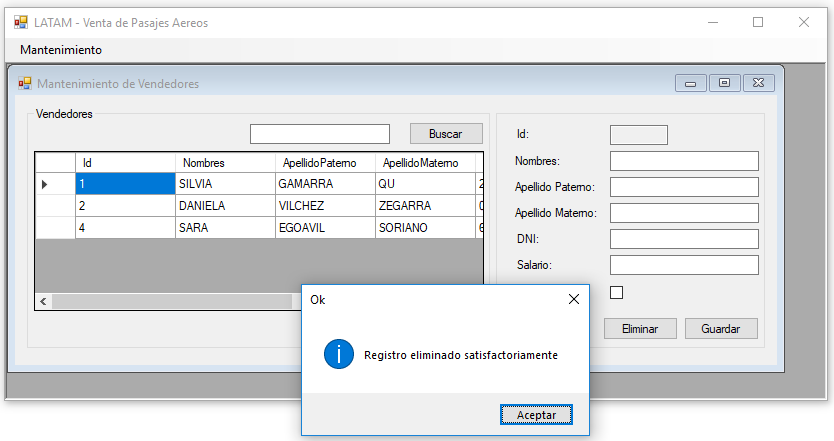 LATAM - Venta de Pasajes Aereos
Mantenimiento
Mantenimiento de Vendedores
Vendedores
Buscar
Id Nombres ApellidoPaterno ApellidoMaterno
1 SILVIA GAMARRA QU 2
2 DANIELA VILCHEZ ZEGARRA 0
4 SARA EGOAVIL SORIANO 6
Id:
Nombres:
Apellido Paterno:
Apellido Materno:
DNI:
Salario:
Eliminar Guardar
Ok
Registro eliminado satisfactoriamente
Aceptar